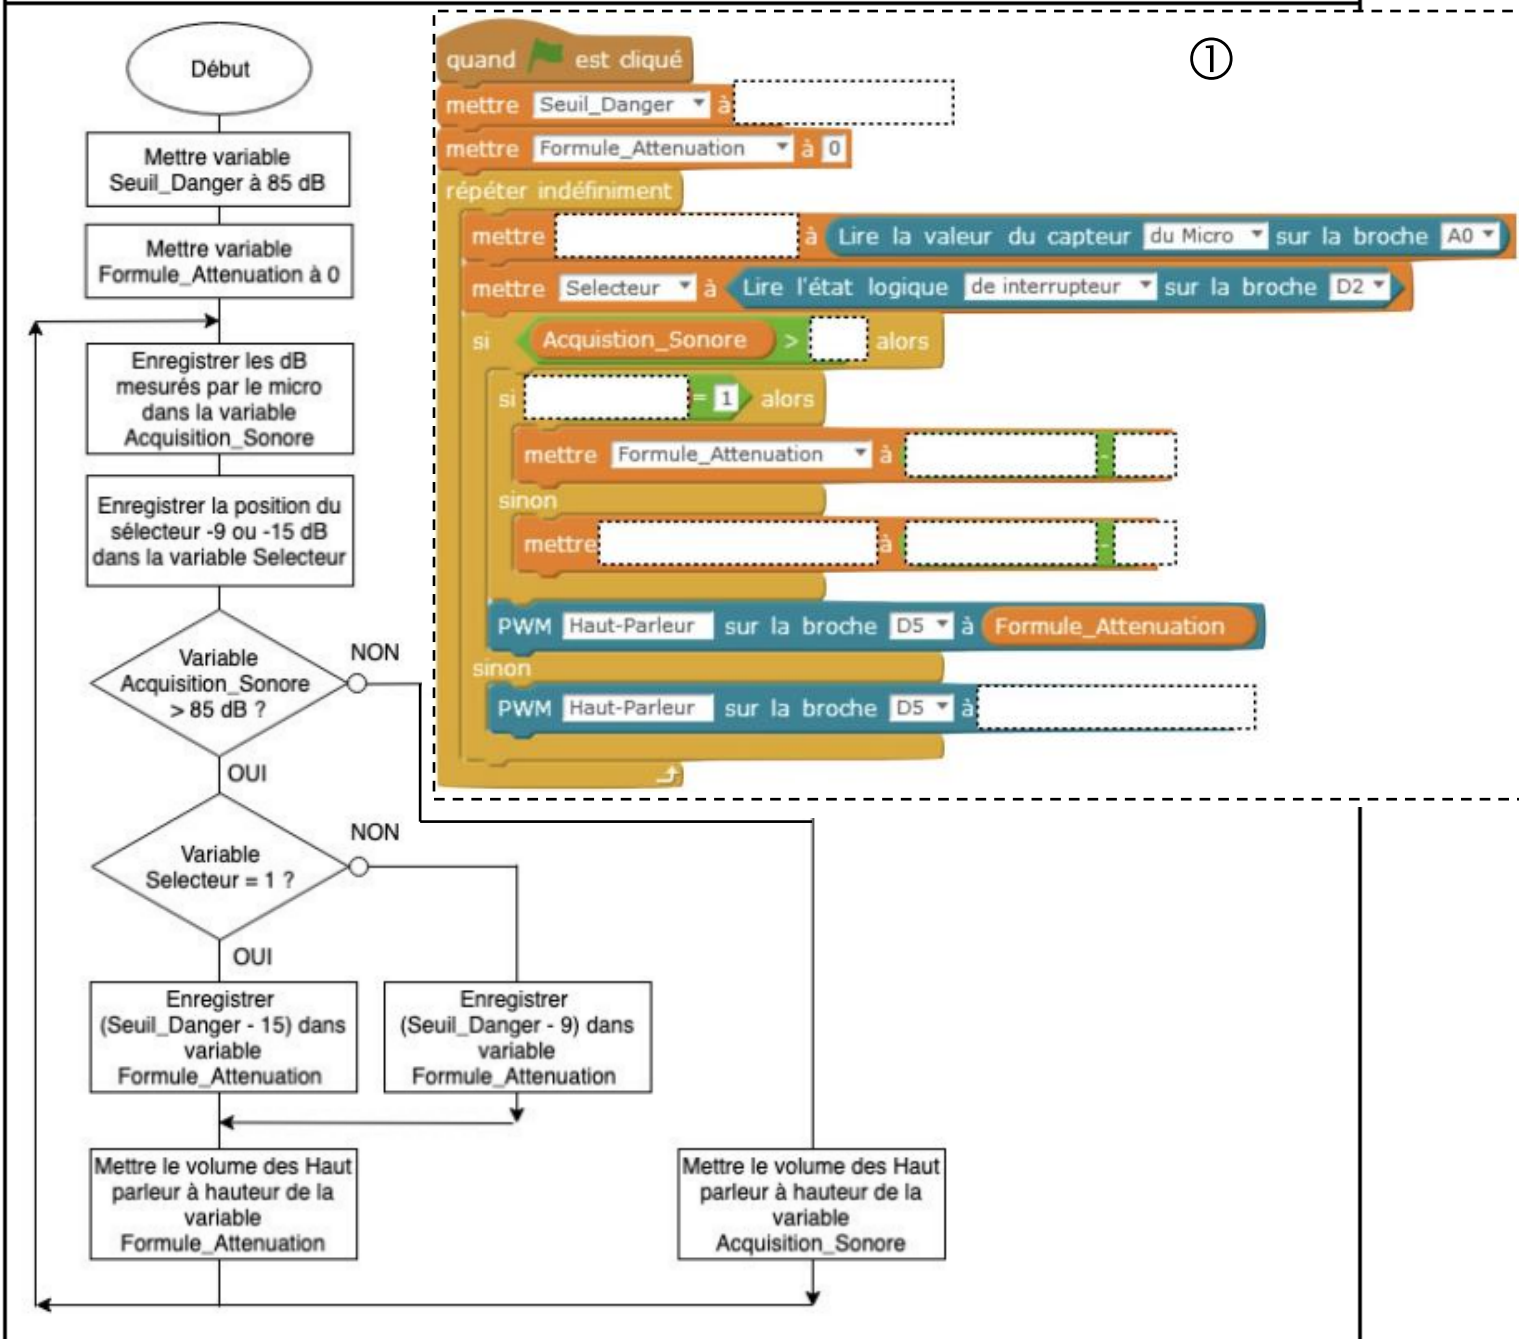 Début
Mettre variable
Seuil_Danger à 85 dB
Mettre variable
Formule_Attenuation à 0
Enregistrer les dB
mesurés par le micro
dans la variable
Acquisition_Sonore
Enregistrer la position du
sélecteur -9 ou -15 dB
dans la variable Selecteur
Variable
Acquisition_Sonore
> 85 dB ?
NON
OUI
Variable
Selecteur = 1 ?
NON
OUI
Enregistrer
(Seuil_Danger - 15) dans
variable
Formule_Attenuation
Enregistrer
(Seuil_Danger - 9) dans
variable
Formule_Attenuation
Mettre le volume des Haut
parleur à hauteur de la
variable
Formule_Attenuation
Mettre le volume des Haut
parleur à hauteur de la
variable
Acquisition_Sonore
①
quand est cliqué
mettre Seuil_Danger à
mettre Formule_Attenuation à 0
répéter indéfiniment
mettre à Lire la valeur du capteur du Micro sur la broche A0
mettre Selecteur à Lire l'état logique de interrupteur sur la broche D2
si Acquistion_Sonore > alors
si = 1 alors
mettre Formule_Attenuation à -
sinon
mettre à -
PWM Haut-Parleur sur la broche D5 à Formule_Attenuation
sinon
PWM Haut-Parleur sur la broche D5 à